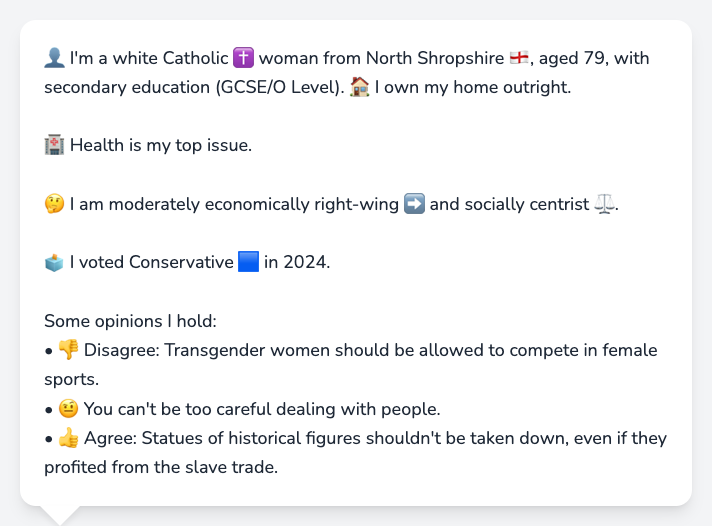 👤 I'm a white Catholic ✝️ woman from North Shropshire 🏴󠁧󠁢󠁥󠁮󠁧󠁿, aged 79, with
secondary education (GCSE/O Level). 🏠 I own my home outright.
🏥 Health is my top issue.
🤔 I am moderately economically right-wing ➡️ and socially centrist ⚖️.
🗳️ I voted Conservative 🟦 in 2024.
Some opinions I hold:
• 👎 Disagree: Transgender women should be allowed to compete in female
sports.
• 🤨 You can't be too careful dealing with people.
• 👍 Agree: Statues of historical figures shouldn't be taken down, even if they
profited from the slave trade.